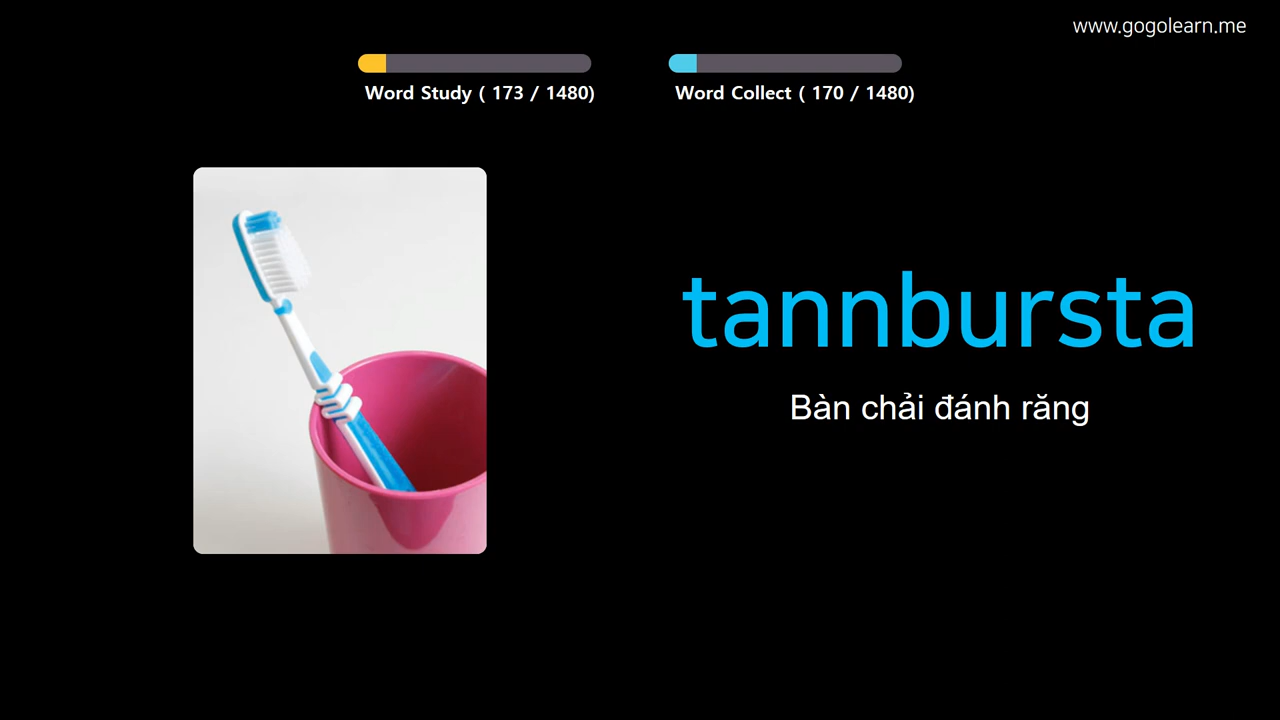 www.gogolearn.me
Word Study ( 173 / 1480)
Word Collect ( 170 / 1480)
tannbursta
Bàn chải đánh răng